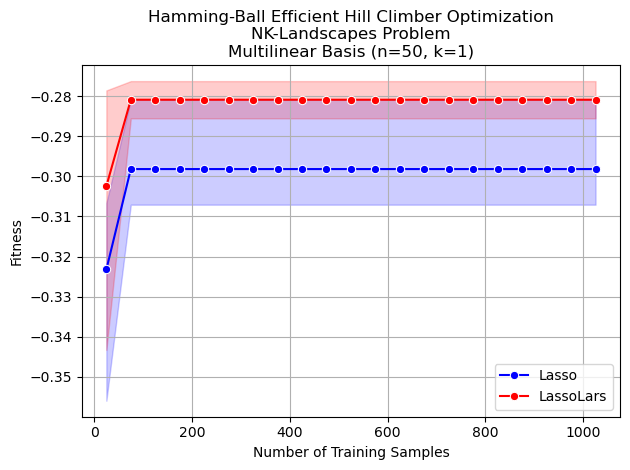 Hamming-Ball Efficient Hill Climber Optimization
NK-Landscapes Problem
Multilinear Basis (n=50, k=1)
Fitness
−0.28
−0.29
−0.30
−0.31
−0.32
−0.33
−0.34
−0.35
0
200
400
600
800
1000
Number of Training Samples
Lasso
LassoLars